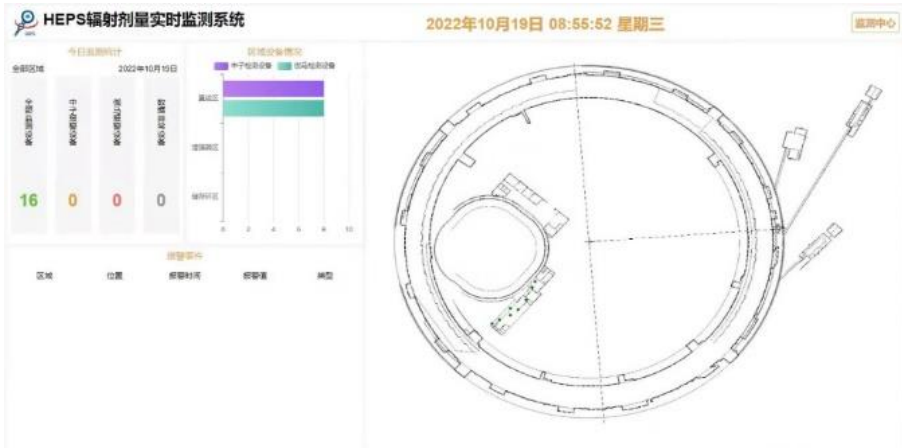 HEPS辐射剂量实时监测系统
2022年10月19日 08:55:52 星期三
监测中心
今日监测统计
全部区域
2022年10月19日
16
0
0
0
区域设备情况
中子检测设备
伽马检测设备
直线区
增强器区
储存环区
0
2
4
6
8
10
报警事件
区域
位置
报警时间
报警值
类型